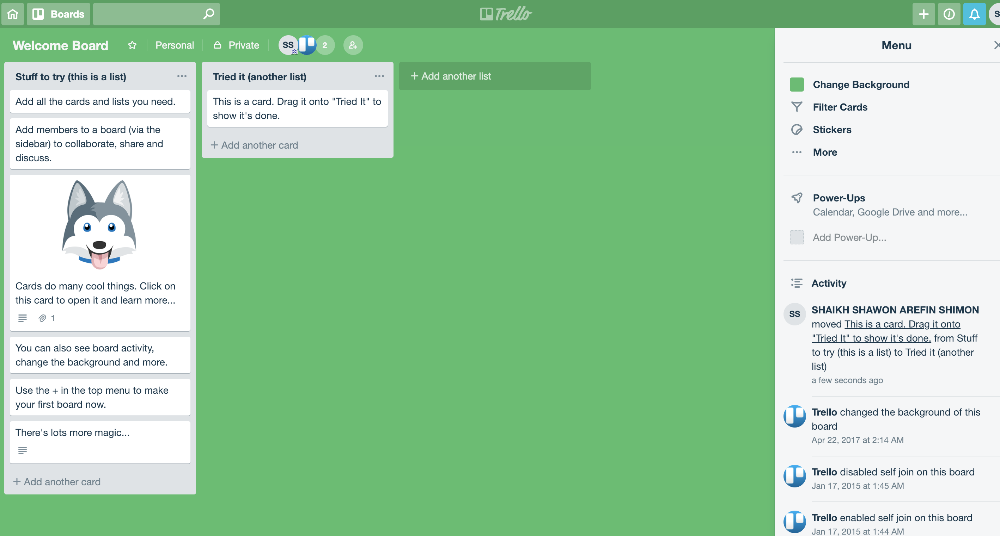 Boards
Trello
S
Welcome Board
Personal
Private
SS
2
Stuff to try (this is a list)
Add all the cards and lists you need.
Add members to a board (via the
sidebar) to collaborate, share and
discuss.
Cards do many cool things. Click on
this card to open it and learn more...
1
You can also see board activity,
change the background and more.
Use the + in the top menu to make
your first board now.
There's lots more magic...
+ Add another card
Tried it (another list)
This is a card. Drag it onto "Tried It" to
show it's done.
+ Add another card
+ Add another list
Menu
Change Background
Filter Cards
Stickers
More
Power-Ups
Calendar, Google Drive and more...
Add Power-Up...
Activity
SS
SHAIKH SHAWON AREFIN SHIMON
moved This is a card. Drag it onto
"Tried It" to show it's done. from Stuff
to try (this is a list) to Tried it (another
list)
a few seconds ago
Trello changed the background of this
board
Apr 22, 2017 at 2:14 AM
Trello disabled self join on this board
Jan 17, 2015 at 1:45 AM
Trello enabled self join on this board
Jan 17, 2015 at 1:44 AM